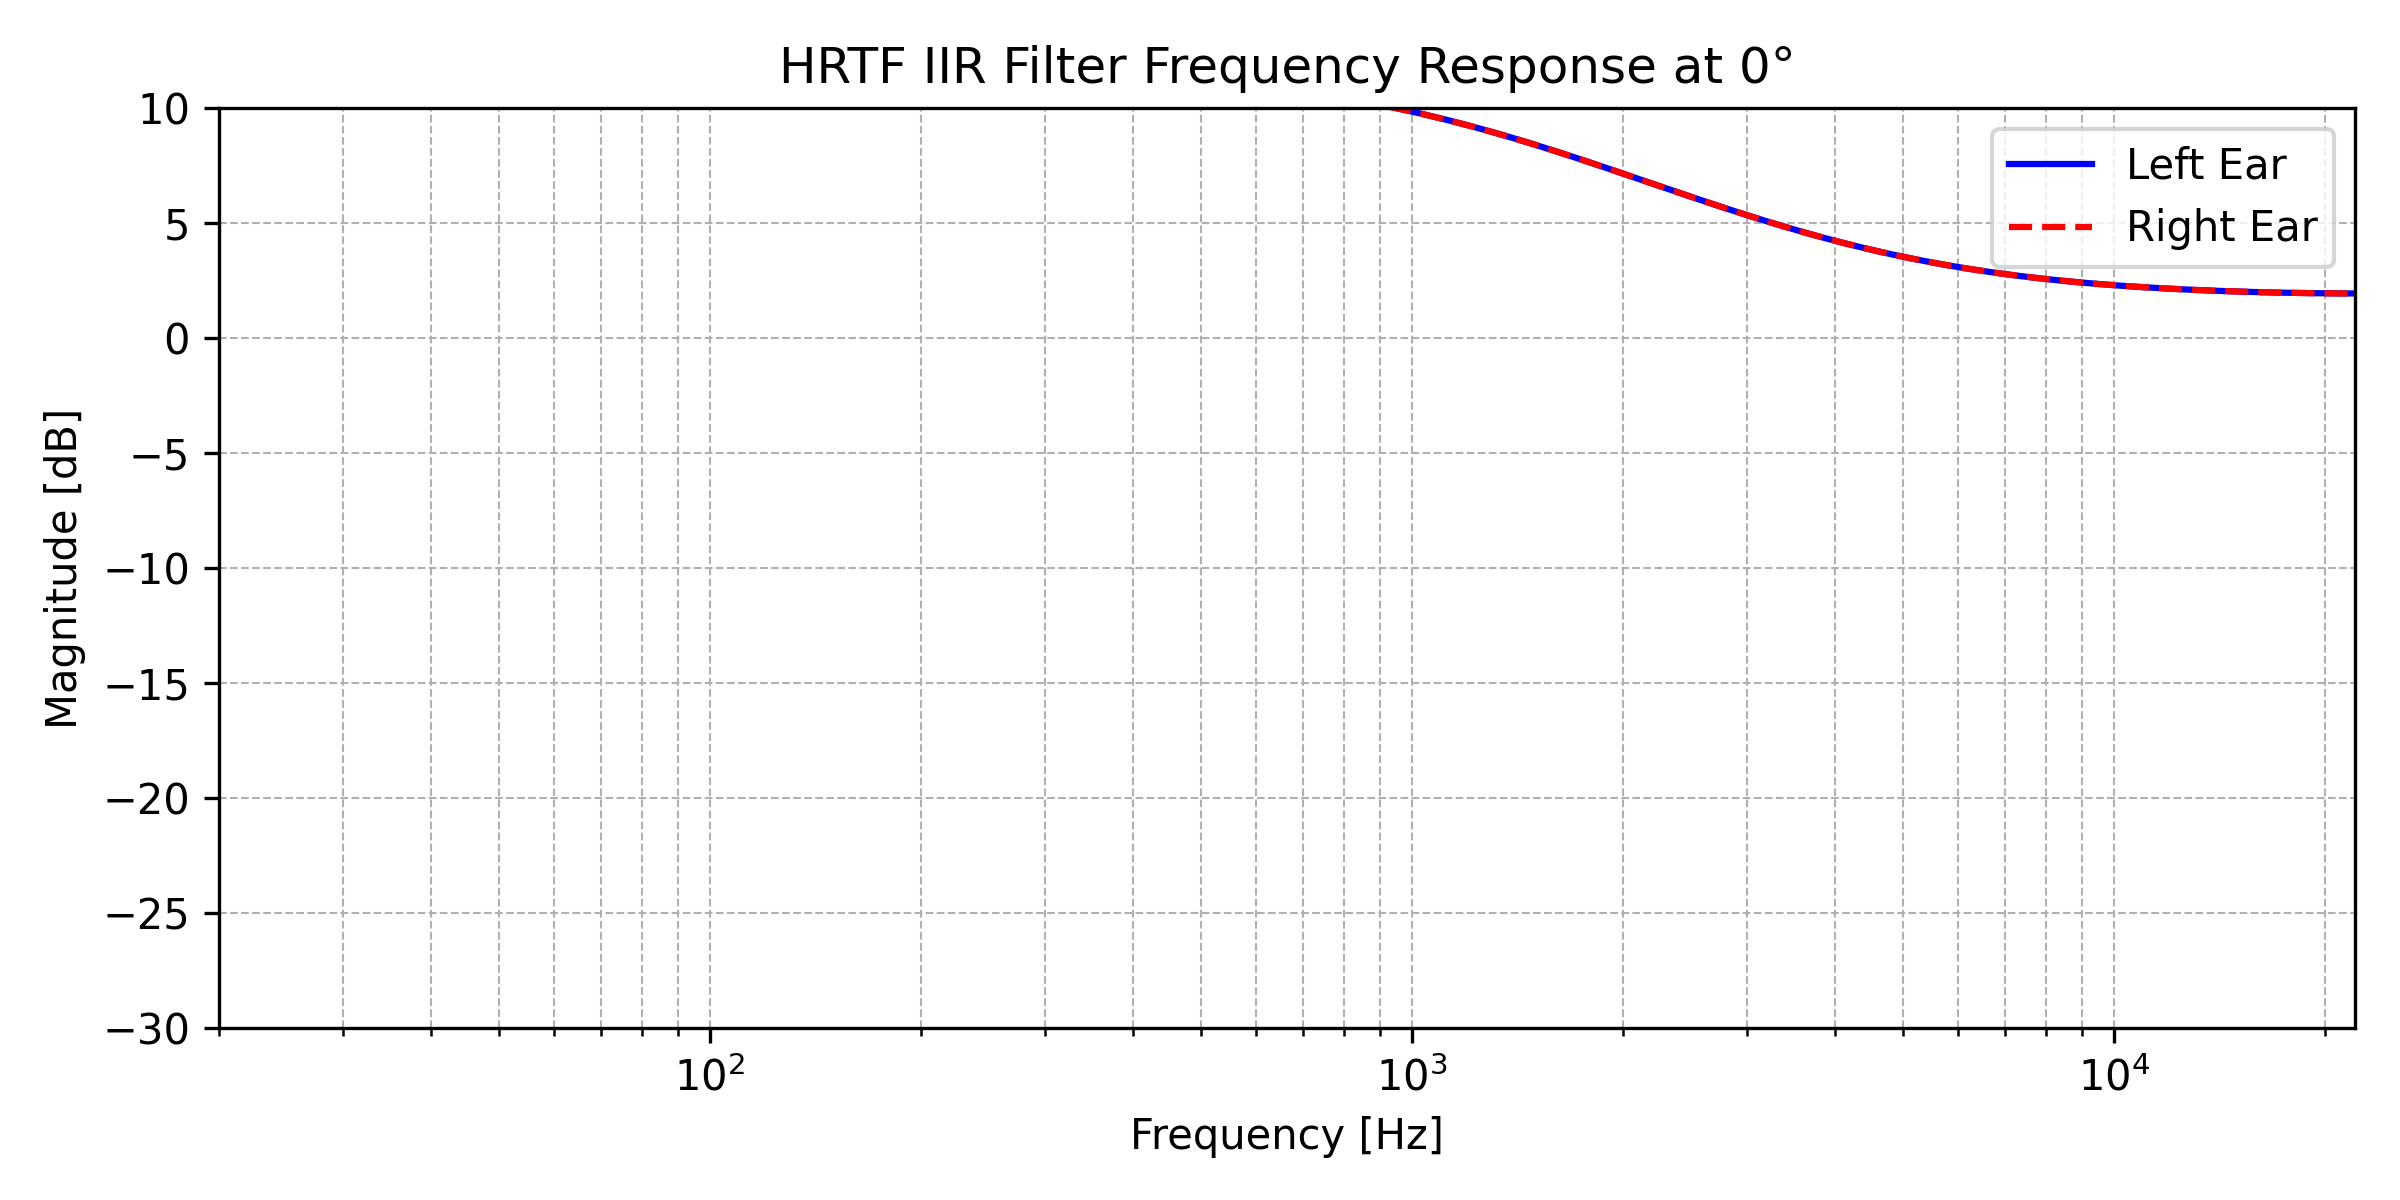 HRTF IIR Filter Frequency Response at 0°
10
5
0
−5
−10
−15
−20
−25
−30
Magnitude [dB]
Left Ear
Right Ear
10²
10³
10⁴
Frequency [Hz]